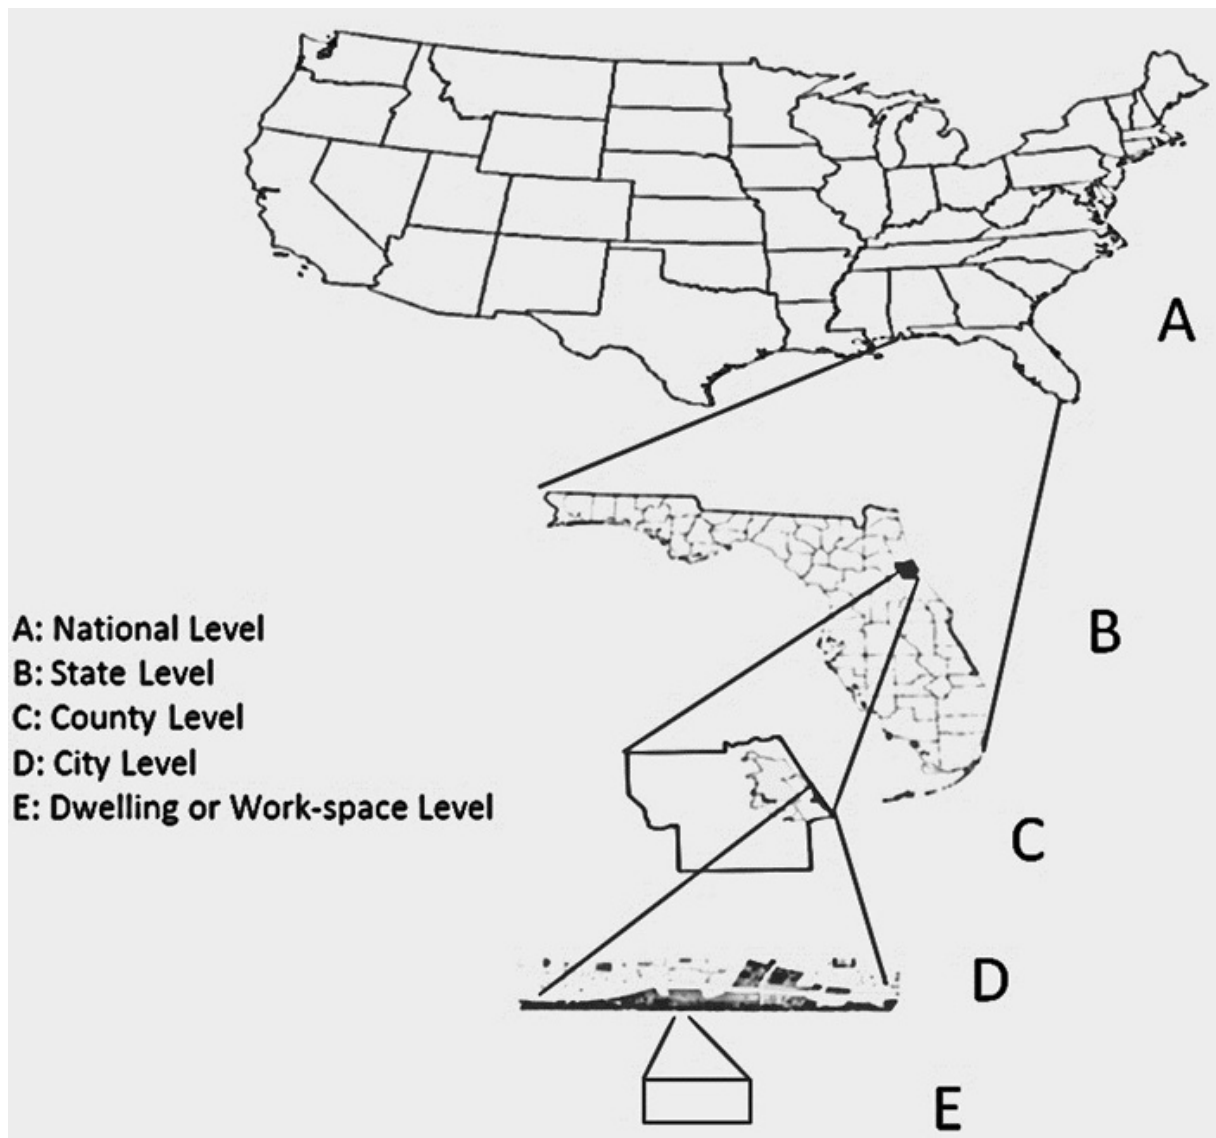 A
B
A: National Level
B: State Level
C: County Level
D: City Level
E: Dwelling or Work-space Level
C
D
E